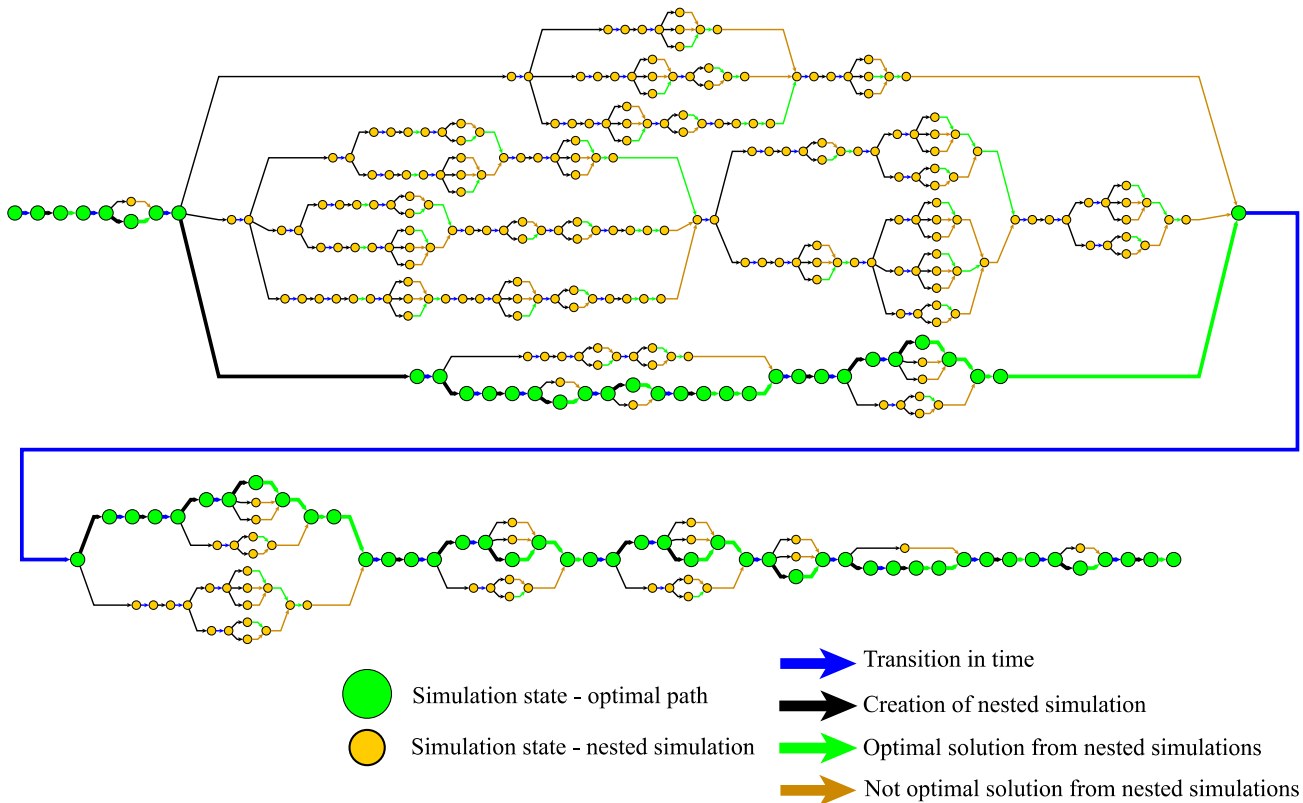 Transition in time
Simulation state - optimal path
Creation of nested simulation
Simulation state - nested simulation
Optimal solution from nested simulations
Not optimal solution from nested simulations